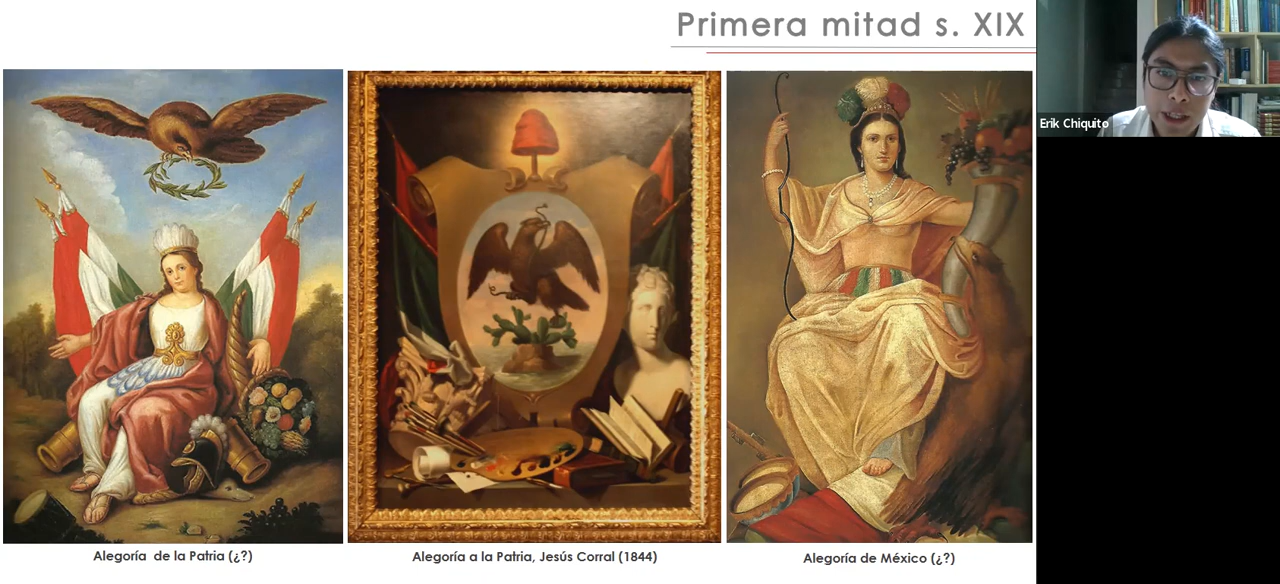 Primera mitad s. XIX
Erik Chiquito
Alegoría  de la Patria (¿?)
Alegoría a la Patria, Jesús Corral (1844)
Alegoría de México (¿?)